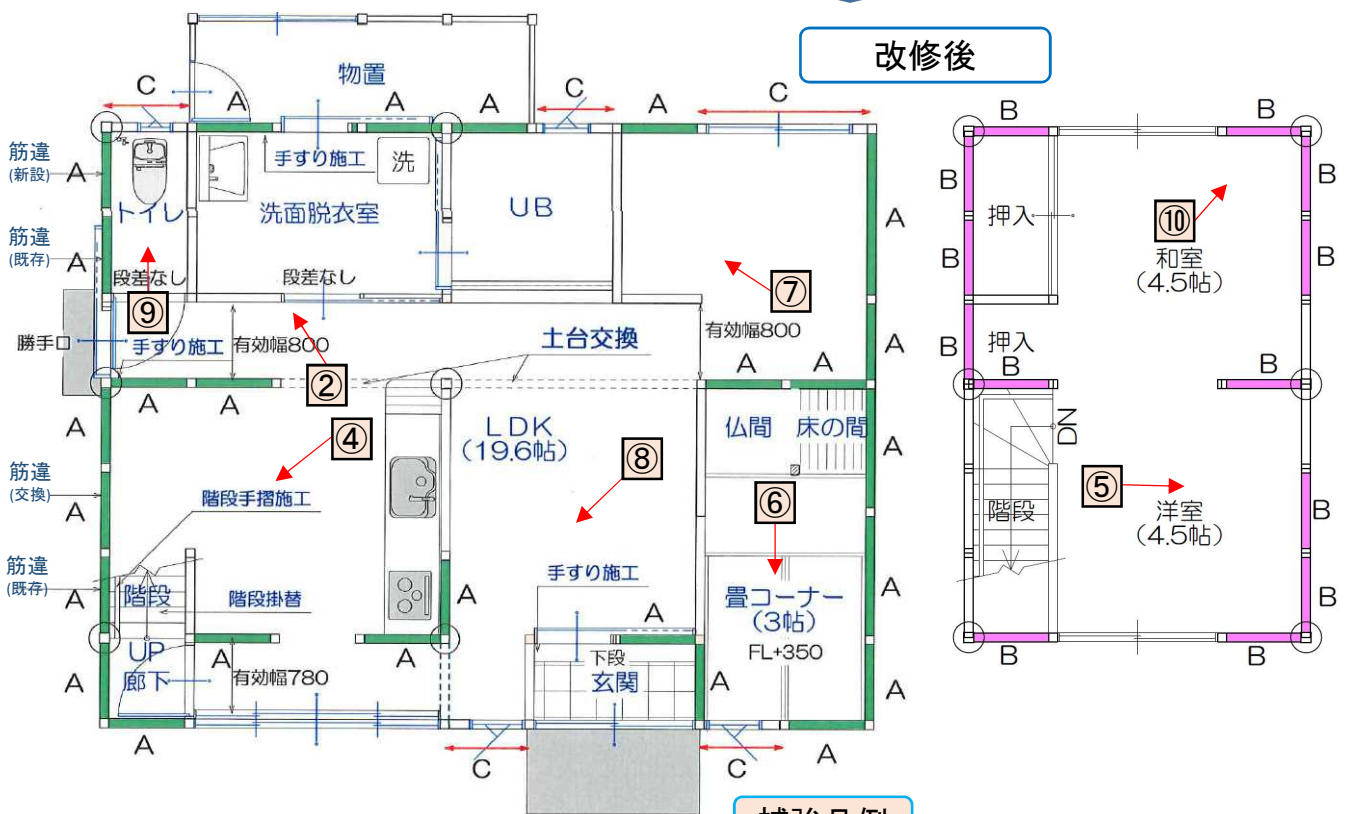 改修後
物置
C
A
A
A
C
A
C
筋違
(新設)
A
手すり施工
洗
トイレ
洗面脱衣室
UB
A
筋違
(既存)
A
段差なし
段差なし
⑨
⑦
勝手口
手すり施工
有効幅800
土台交換
有効幅800
A
②
A
A
A
A
A
④
LDK
(19.6帖)
仏間
床の間
A
⑧
筋違
(交換)
A
階段手摺施工
⑥
筋違
(既存)
A
階段
階段掛替
手すり施工
A
A
畳コーナー
(3帖)
A
UP
A
A
FL+350
廊下
有効幅780
下段
玄関
A
A
A
A
C
C
A
B
B
B
B
押入
⑩
和室
(4.5帖)
B
B
押入
B
B
DN
⑤
階段
洋室
(4.5帖)
B
B
B
B